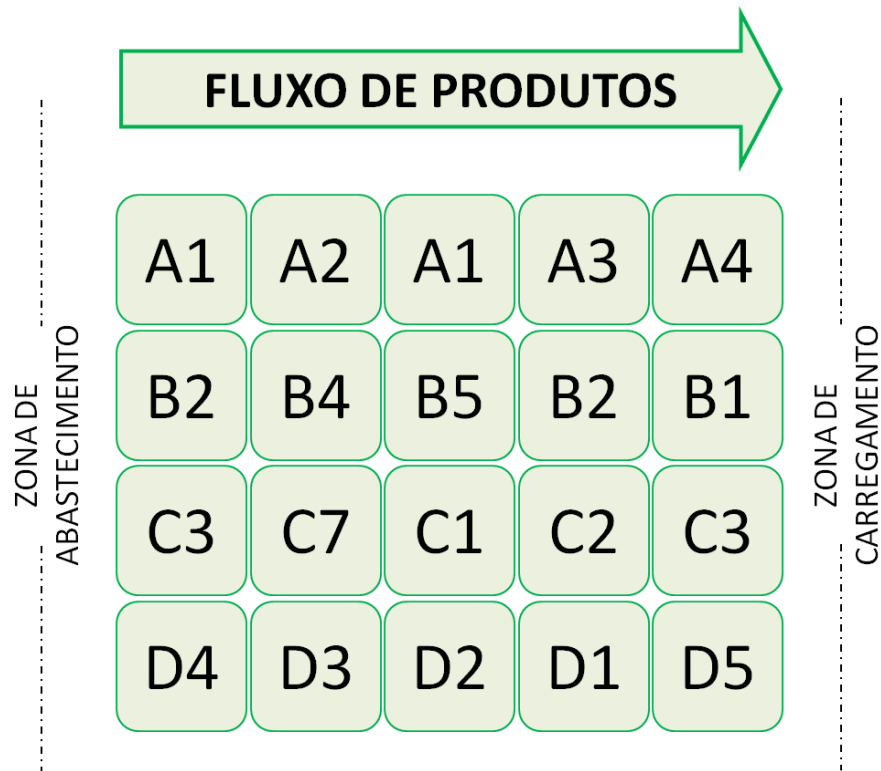 FLUXO DE PRODUTOS
ZONA DE
ABASTECIMENTO
A1 A2 A1 A3 A4
B2 B4 B5 B2 B1
C3 C7 C1 C2 C3
D4 D3 D2 D1 D5
ZONA DE
CARREGAMENTO